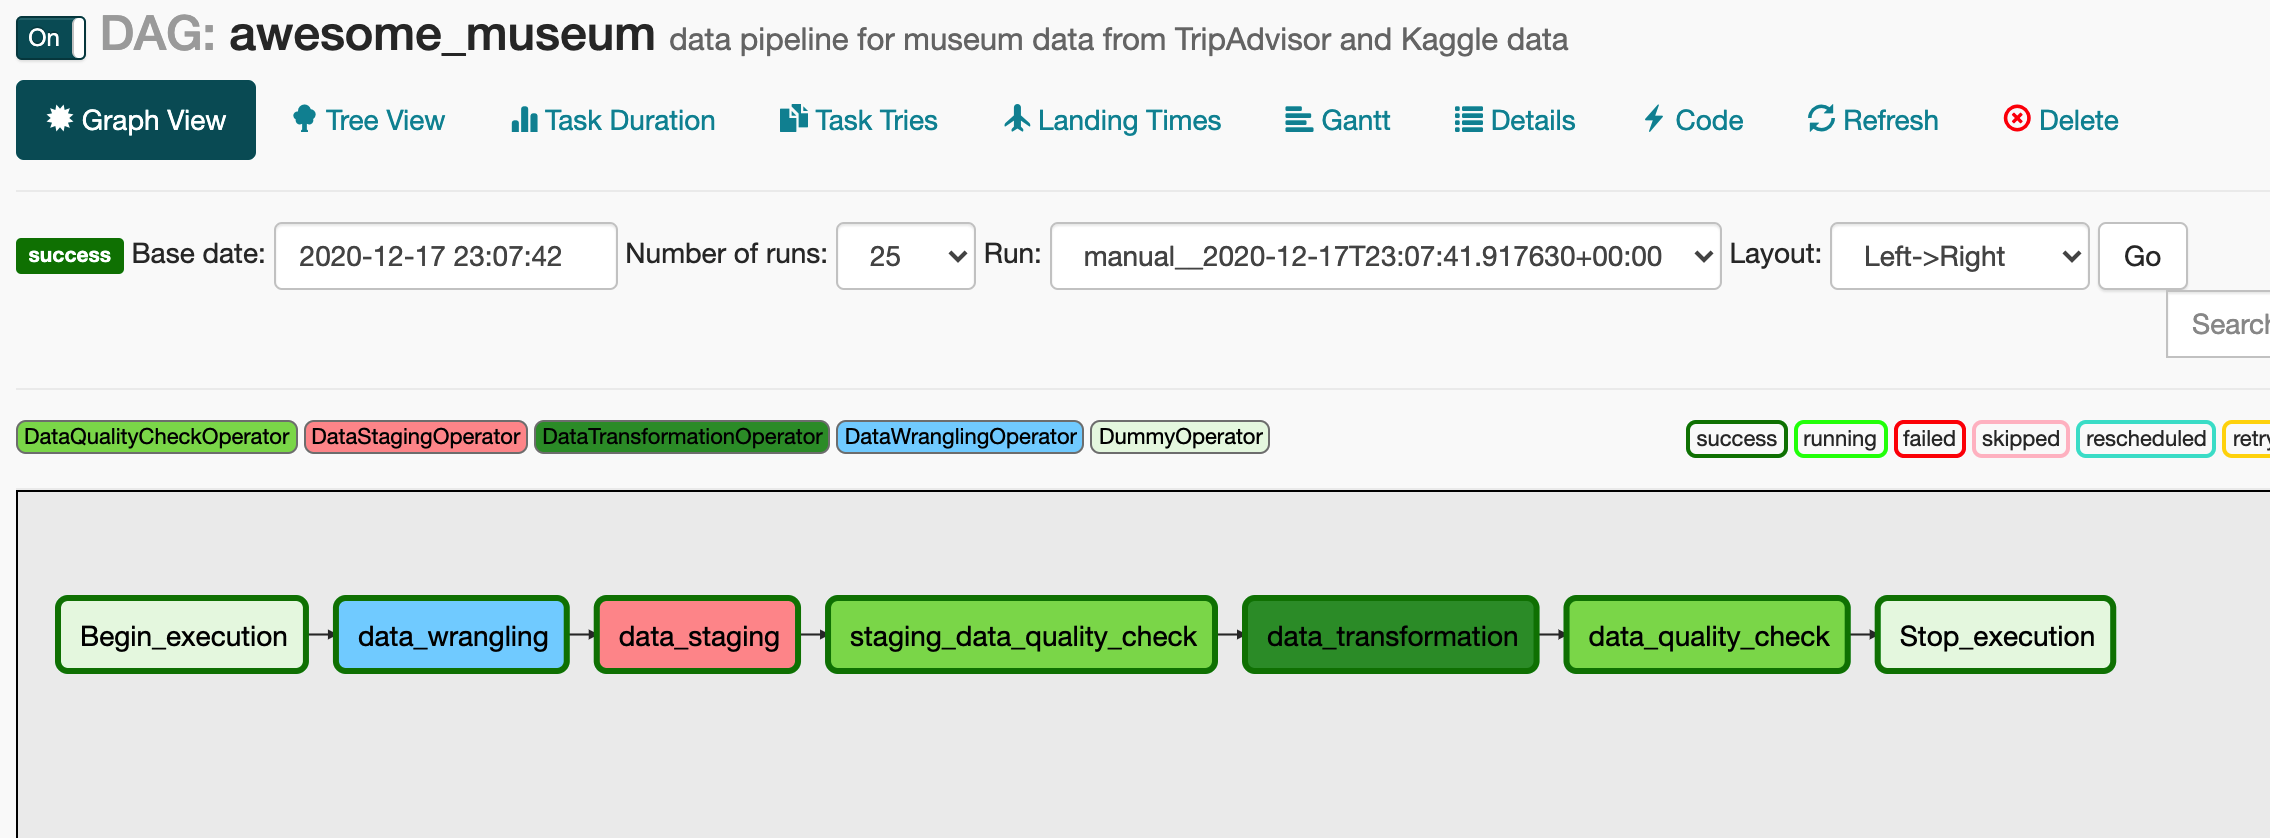 On DAG: awesome_museum data pipeline for museum data from TripAdvisor and Kaggle data
Graph View Tree View Task Duration Task Tries Landing Times Gantt Details Code Refresh Delete
success Base date: 2020-12-17 23:07:42 Number of runs: 25 Run: manual__2020-12-17T23:07:41.917630+00:00 Layout: Left->Right Go
Search
DataQualityCheckOperator DataStagingOperator DataTransformationOperator DataWranglingOperator DummyOperator success running failed skipped rescheduled retry
Begin_execution data_wrangling data_staging staging_data_quality_check data_transformation data_quality_check Stop_execution